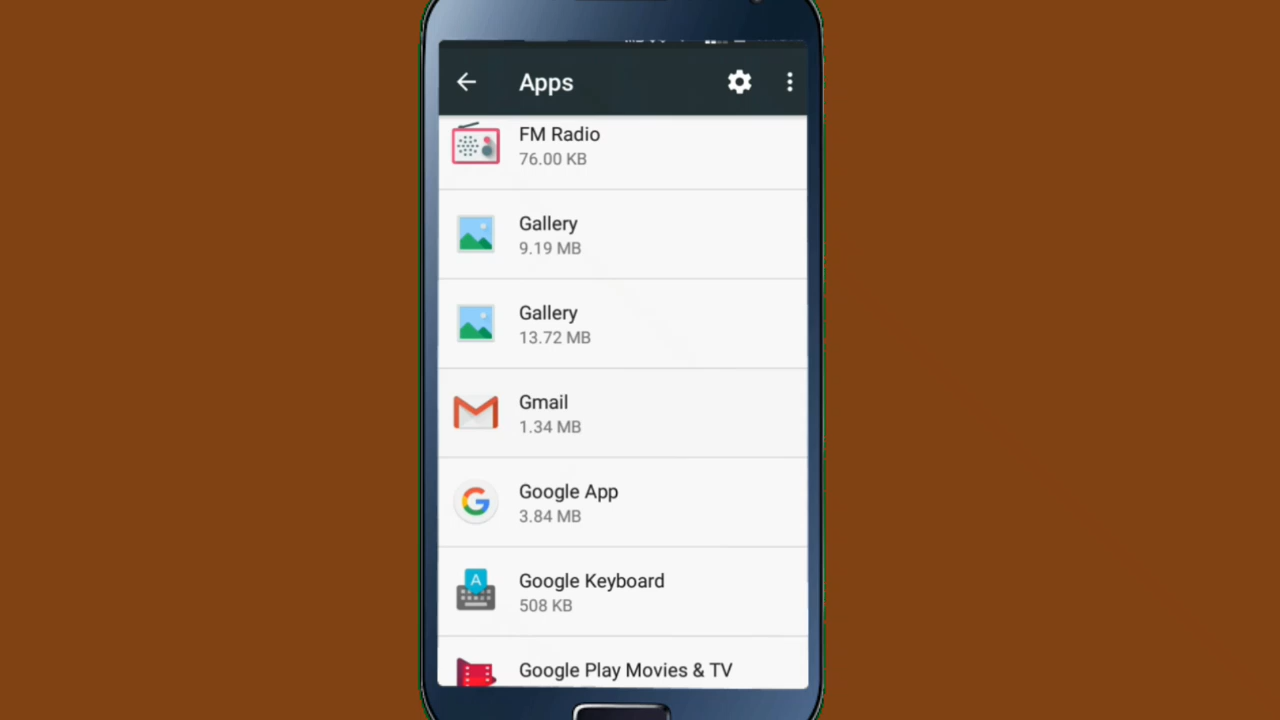 Apps
FM Radio
76.00 KB
Gallery
9.19 MB
Gallery
13.72 MB
Gmail
1.34 MB
Google App
3.84 MB
A
Google Keyboard
508 KB
Google Play Movies & TV